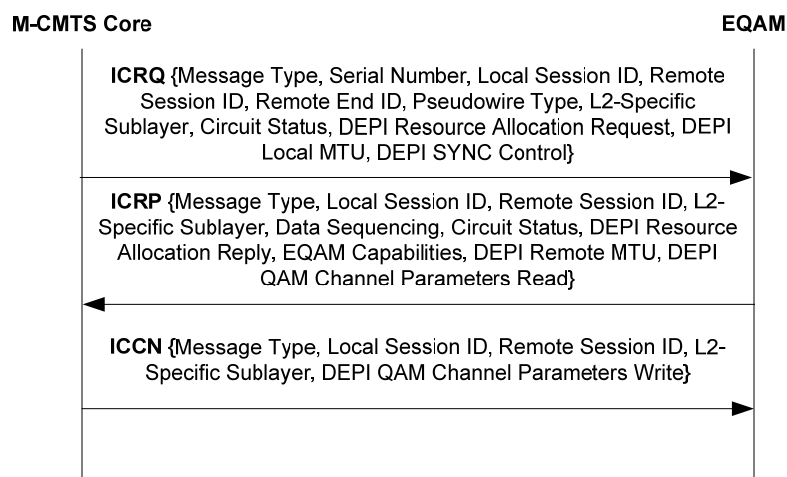 M-CMTS Core
EQAM
ICRQ {Message Type, Serial Number, Local Session ID, Remote
Session ID, Remote End ID, Pseudowire Type, L2-Specific
Sublayer, Circuit Status, DEPI Resource Allocation Request, DEPI
Local MTU, DEPI SYNC Control}
ICRP {Message Type, Local Session ID, Remote Session ID, L2-
Specific Sublayer, Data Sequencing, Circuit Status, DEPI Resource
Allocation Reply, EQAM Capabilities, DEPI Remote MTU, DEPI
QAM Channel Parameters Read}
ICCN {Message Type, Local Session ID, Remote Session ID, L2-
Specific Sublayer, DEPI QAM Channel Parameters Write}